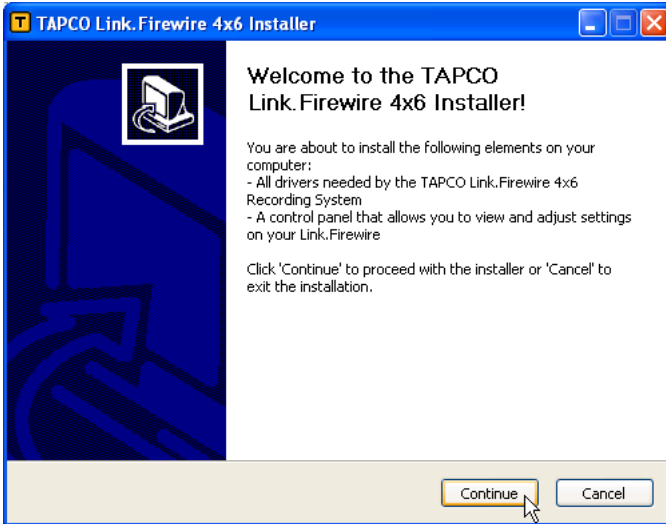 T TAPCO Link.Firewire 4x6 Installer
Welcome to the TAPCO
Link.Firewire 4x6 Installer!
You are about to install the following elements on your
computer:
- All drivers needed by the TAPCO Link.Firewire 4x6
Recording System
- A control panel that allows you to view and adjust settings
on your Link.Firewire
Click 'Continue' to proceed with the installer or 'Cancel' to
exit the installation.
Continue Cancel